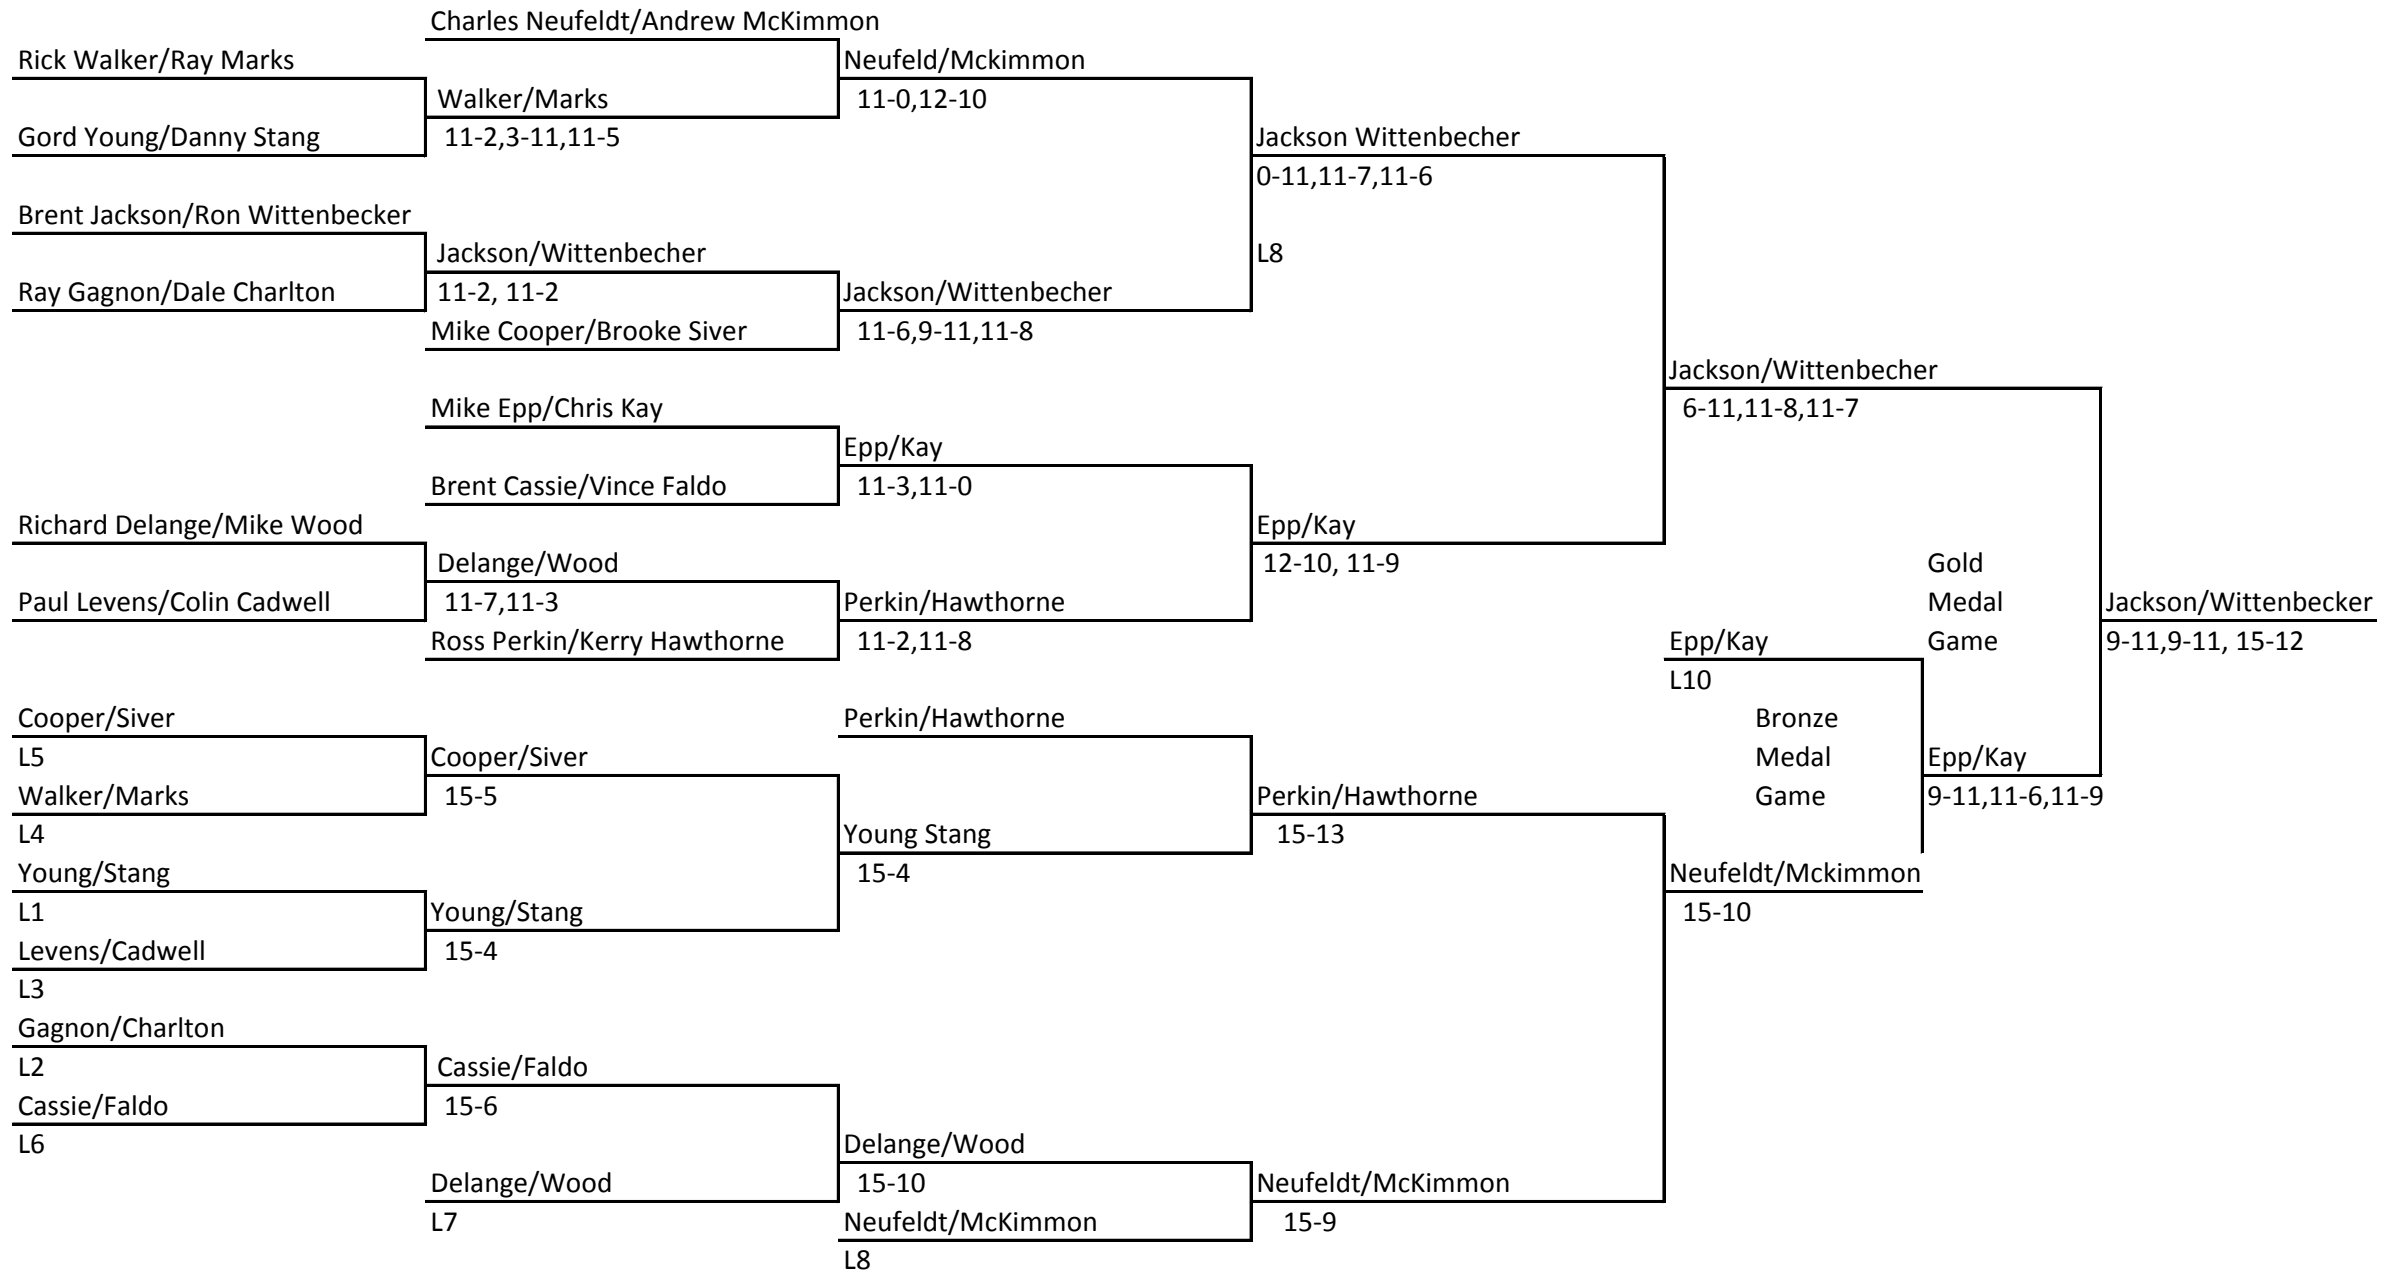 Charles Neufeldt/Andrew McKimmon
Rick Walker/Ray Marks
Neufeld/Mckimmon
Walker/Marks
11-0,12-10
Gord Young/Danny Stang
11-2,3-11,11-5
Jackson Wittenbecher
0-11,11-7,11-6
Brent Jackson/Ron Wittenbecker
Jackson/Wittenbecher
L8
Ray Gagnon/Dale Charlton
11-2, 11-2
Jackson/Wittenbecher
Mike Cooper/Brooke Siver
11-6,9-11,11-8
Jackson/Wittenbecher
Mike Epp/Chris Kay
6-11,11-8,11-7
Epp/Kay
Brent Cassie/Vince Faldo
11-3,11-0
Richard Delange/Mike Wood
Epp/Kay
Delange/Wood
12-10, 11-9
Gold
Paul Levens/Colin Cadwell
11-7,11-3
Perkin/Hawthorne
Medal
Jackson/Wittenbecker
Ross Perkin/Kerry Hawthorne
11-2,11-8
Epp/Kay
Game
9-11,9-11, 15-12
L10
Cooper/Siver
Perkin/Hawthorne
Bronze
L5
Cooper/Siver
Medal
Epp/Kay
Walker/Marks
15-5
Perkin/Hawthorne
Game
9-11,11-6,11-9
L4
Young Stang
15-13
Young/Stang
15-4
Neufeldt/Mckimmon
L1
Young/Stang
15-10
Levens/Cadwell
15-4
L3
Gagnon/Charlton
L2
Cassie/Faldo
Cassie/Faldo
15-6
L6
Delange/Wood
Delange/Wood
15-10
Neufeldt/McKimmon
L7
Neufeldt/McKimmon
15-9
L8